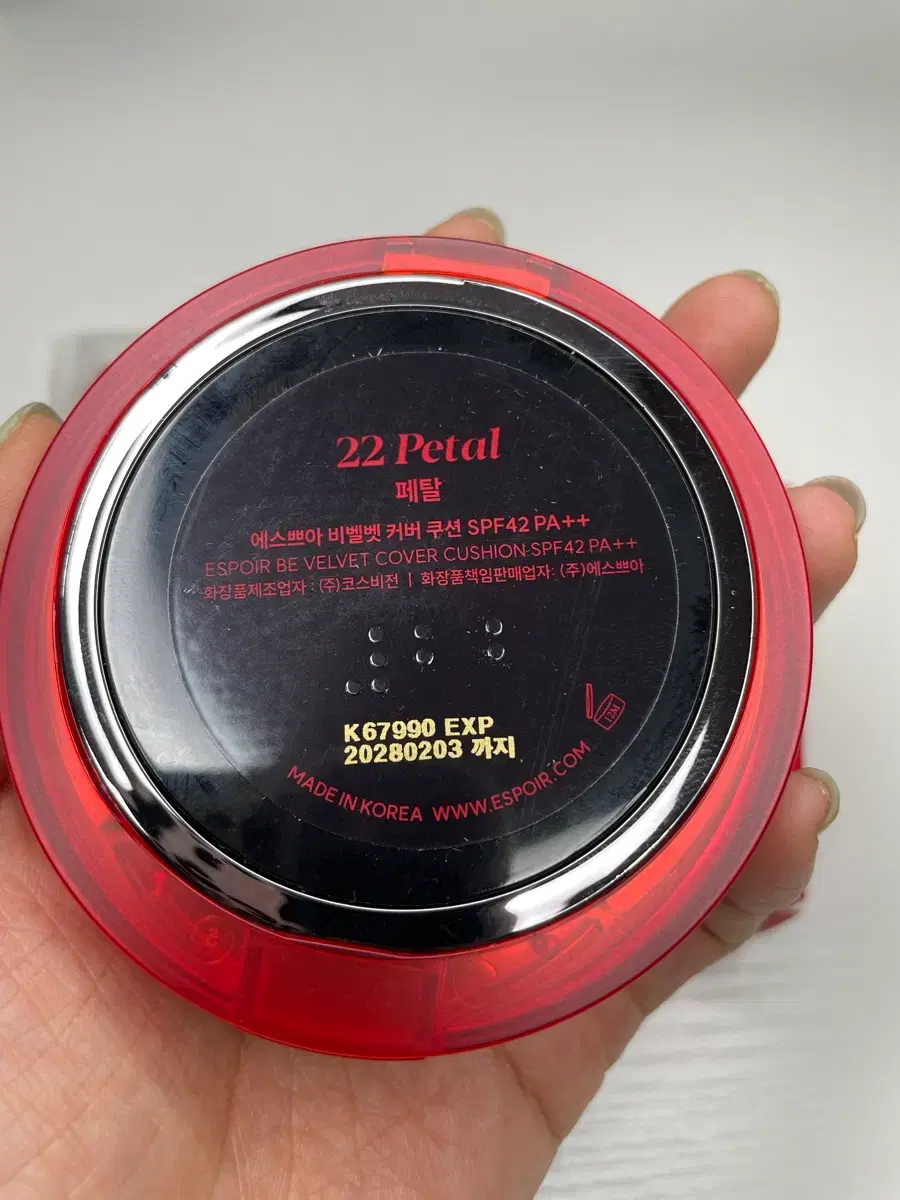 22 Petal
페탈
에스쁘아 비벨벳 커버 쿠션 SPF42 PA++
ESPOIR BE VELVET COVER CUSHION SPF42 PA++
화장품제조업자 : (주)코스비전 | 화장품책임판매업자: (주)에스쁘아
12M
K67990 EXP
20280203 까지
MADE IN KOREA WWW.ESPOIR.COM